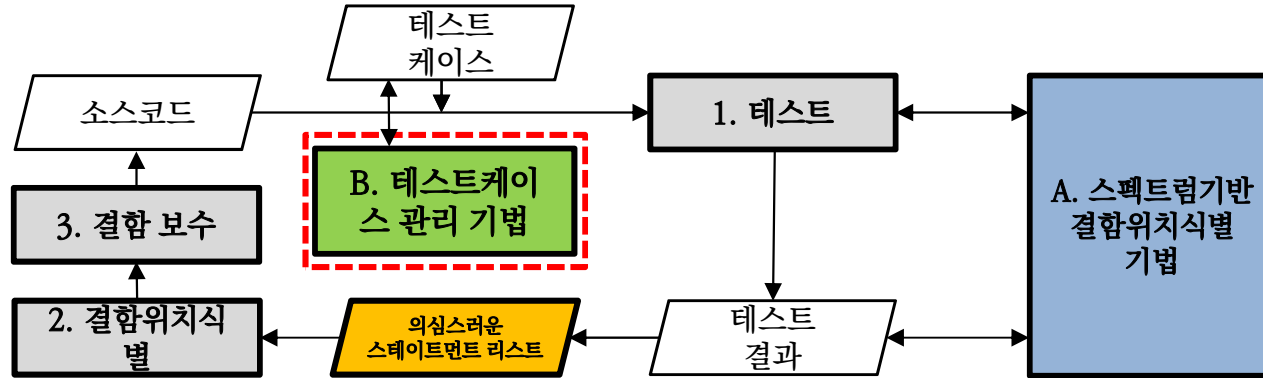 테스트
케이스
소스코드
1. 테스트
B. 테스트케이
스 관리 기법
A. 스펙트럼기반
결함위치식별
기법
3. 결함 보수
2. 결함위치식
별
의심스러운
스테이트먼트 리스트
테스트
결과